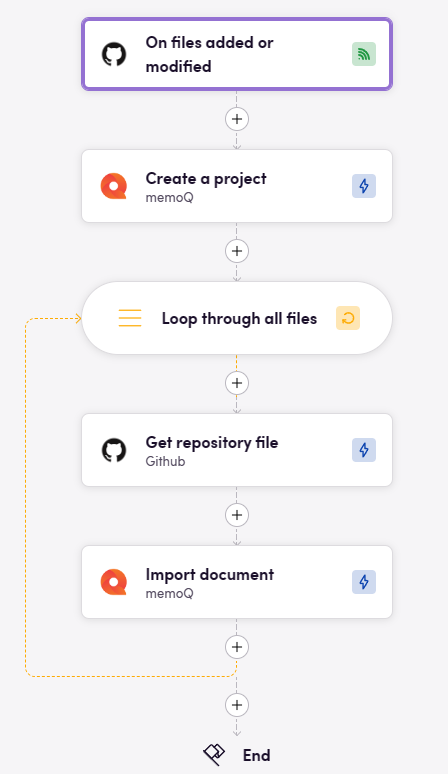 On files added or
modified
Create a project
memoQ
Loop through all files
Get repository file
Github
Import document
memoQ
End